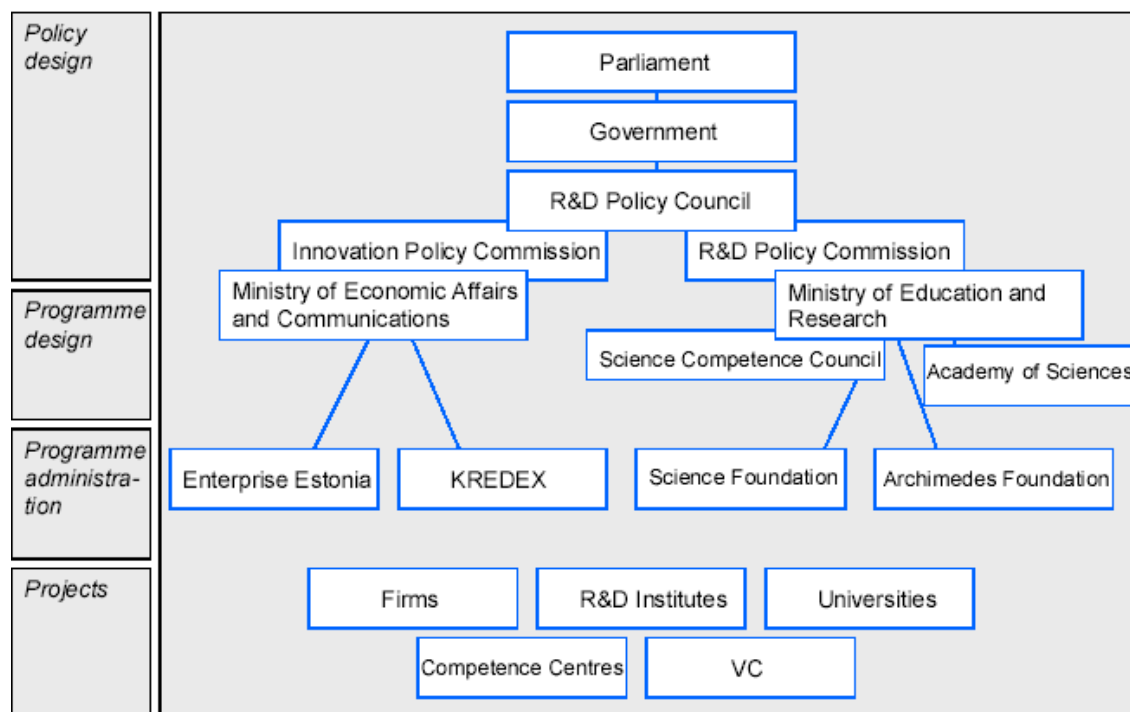 Policy
design
Parliament
Government
R&D Policy Council
Innovation Policy Commission
R&D Policy Commission
Programme
design
Ministry of Economic Affairs
and Communications
Ministry of Education and
Research
Science Competence Council
Academy of Sciences
Programme
administra-
tion
Enterprise Estonia
KREDEX
Science Foundation
Archimedes Foundation
Projects
Firms
R&D Institutes
Universities
Competence Centres
VC